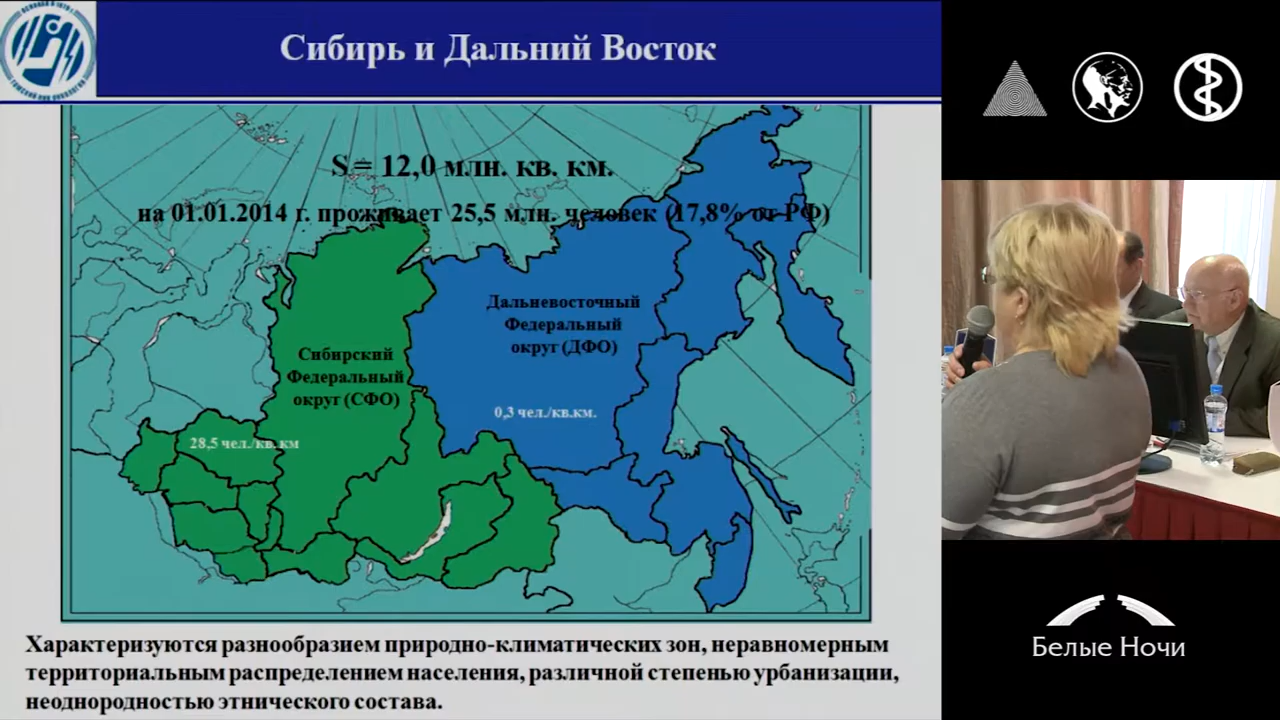 Сибирь и Дальний Восток
S = 12,0 млн. кв. км.
на 01.01.2014 г. проживает 25,5 млн. человек (17,8% от РФ)
Дальневосточный
Федеральный
округ (ДФО)
Сибирский
Федеральный
округ (СФО)
0,3 чел./кв.км.
28,5 чел./кв. км
Характеризуются разнообразием природно-климатических зон, неравномерным
территориальным распределением населения, различной степенью урбанизации,
неоднородностью этнического состава.
Белые Ночи